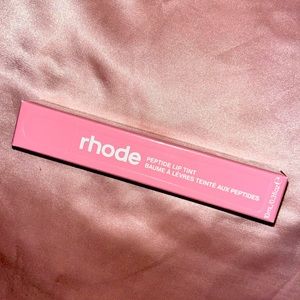 rhode
PEPTIDE LIP TINT
BAUME À LÈVRES TEINTÉ AUX PEPTIDES